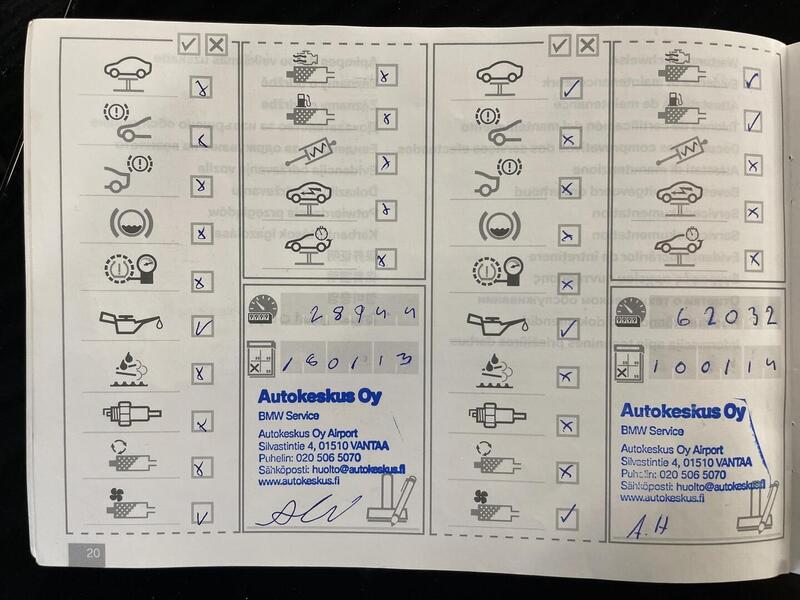 28944
180113
Autokeskus Oy
BMW Service
Autokeskus Oy Airport
Silvastintie 4, 01510 VANTAA
Puhelin: 020 506 5070
Sähköposti: huolto@autokeskus.fi
www.autokeskus.fi
20
62032
100114
Autokeskus Oy
BMW Service
Autokeskus Oy Airport
Silvastintie 4, 01510 VANTAA
Puhelin: 020 506 5070
Sähköposti: huolto@autokeskus.fi
www.autokeskus.fi
A.H